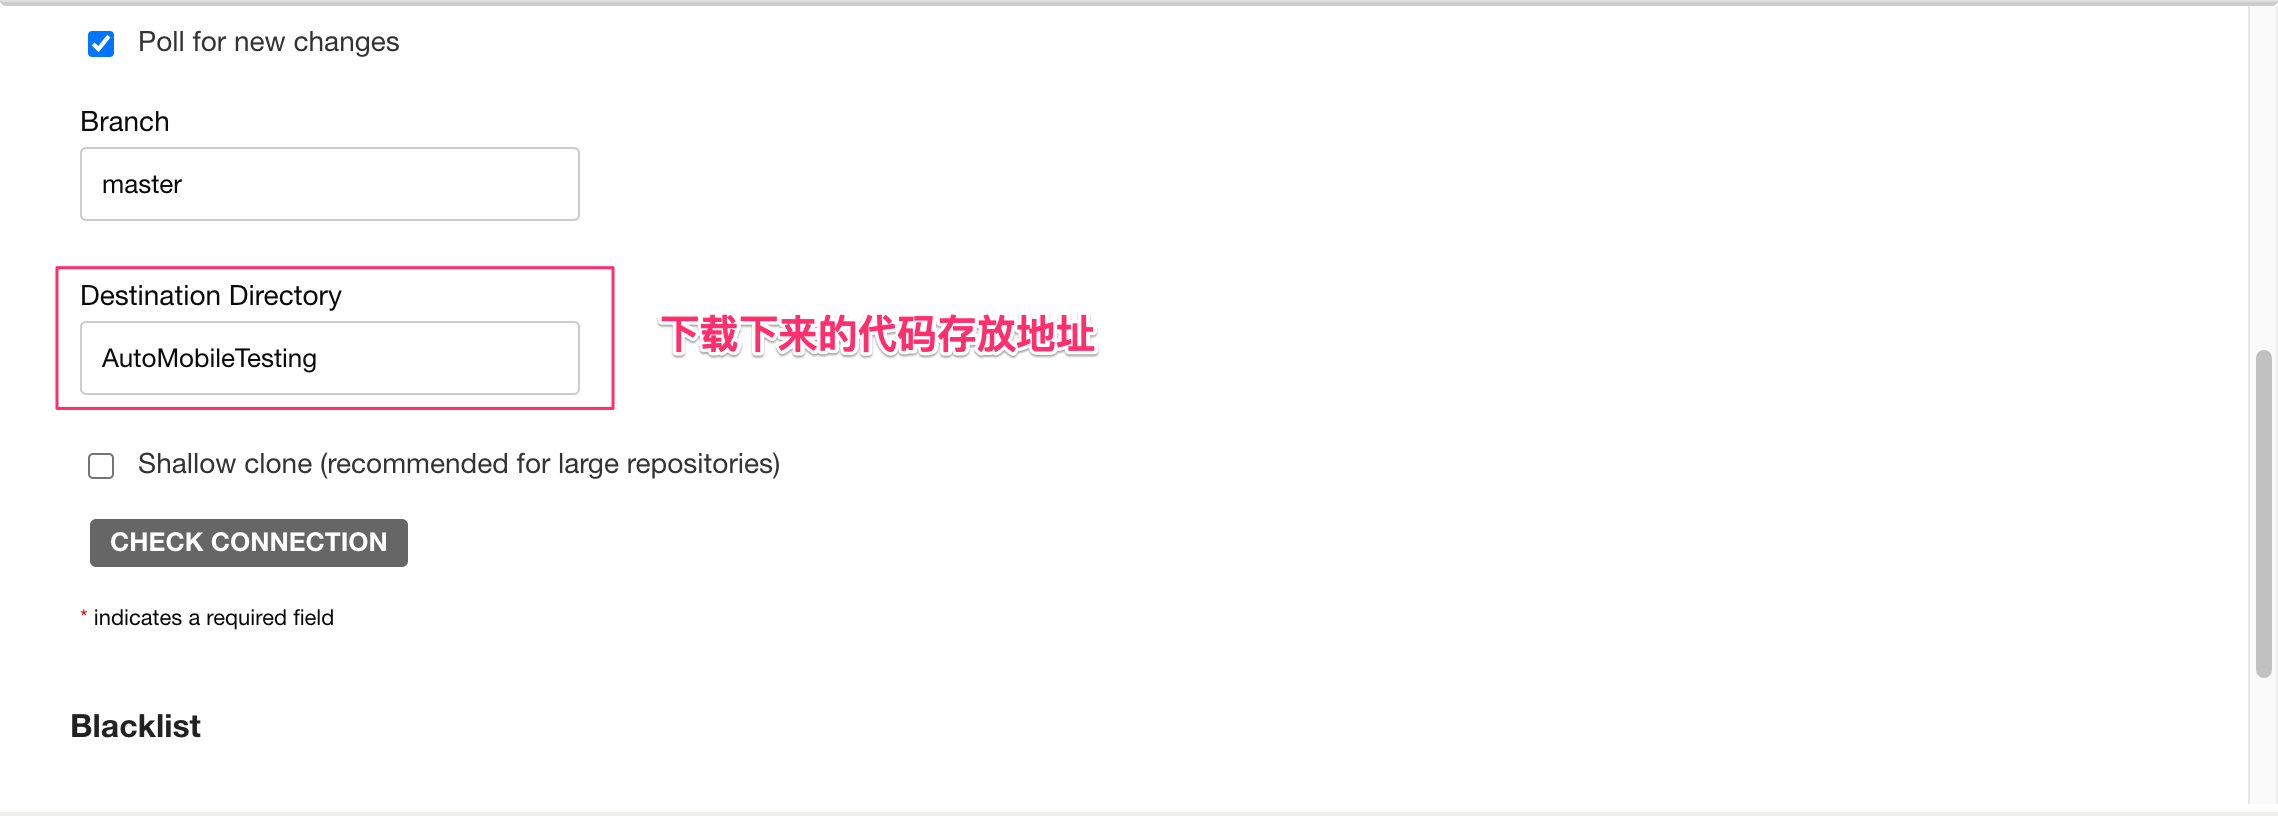 Poll for new changes
Branch
master
Destination Directory
AutoMobileTesting
下载下来的代码存放地址
Shallow clone (recommended for large repositories)
CHECK CONNECTION
* indicates a required field
Blacklist